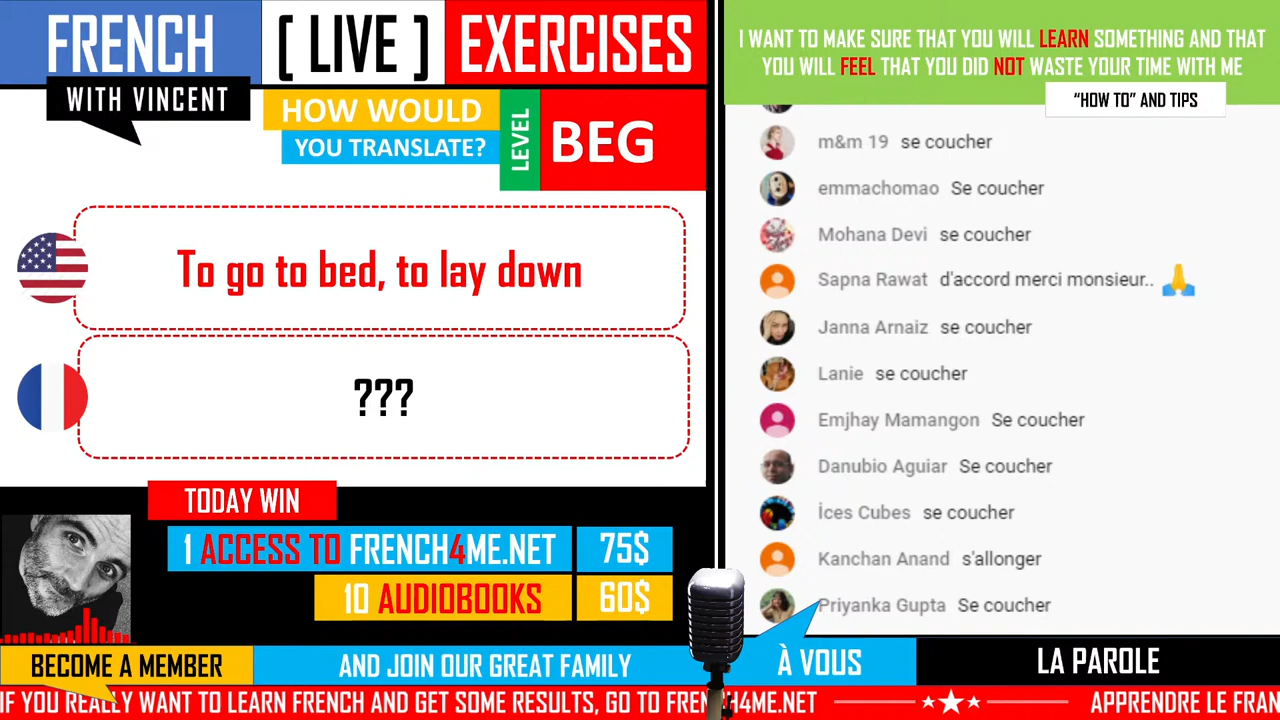 FRENCH
[ LIVE ]
EXERCISES
WITH VINCENT
HOW WOULD
YOU TRANSLATE?
LEVEL
BEG
To go to bed, to lay down
???
TODAY WIN
1 ACCESS TO FRENCH4ME.NET
75$
10 AUDIOBOOKS
60$
BECOME A MEMBER
AND JOIN OUR GREAT FAMILY
I WANT TO MAKE SURE THAT YOU WILL LEARN SOMETHING AND THAT
YOU WILL FEEL THAT YOU DID NOT WASTE YOUR TIME WITH ME
"HOW TO" AND TIPS
m&m 19 se coucher
emmachomao Se coucher
Mohana Devi se coucher
Sapna Rawat d'accord merci monsieur..
Janna Arnaiz se coucher
Lanie se coucher
Emjhay Mamangon Se coucher
Danubio Aguiar Se coucher
İces Cubes se coucher
Kanchan Anand s'allonger
Priyanka Gupta Se coucher
À VOUS
LA PAROLE
IF YOU REALLY WANT TO LEARN FRENCH AND GET SOME RESULTS, GO TO FRENCH4ME.NET
APPRENDRE LE FRAN